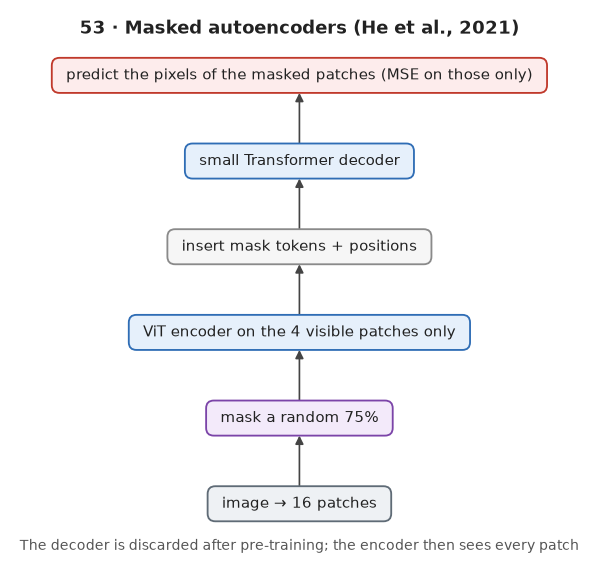 53 · Masked autoencoders (He et al., 2021)
predict the pixels of the masked patches (MSE on those only)
small Transformer decoder
insert mask tokens + positions
ViT encoder on the 4 visible patches only
mask a random 75%
image → 16 patches
The decoder is discarded after pre-training; the encoder then sees every patch